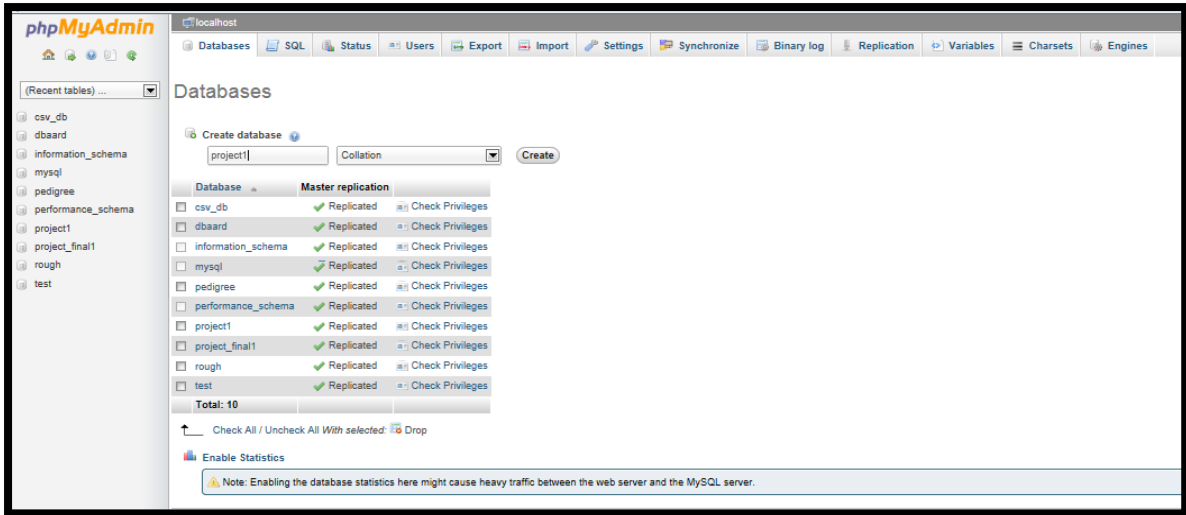 phpMyAdmin
(Recent tables) ...
csv_db
dbaard
information_schema
mysql
pedigree
performance_schema
project1
project_final1
rough
test
localhost
Databases SQL Status Users Export Import Settings Synchronize Binary log Replication Variables Charsets Engines
Databases
Create database
project1 Collation Create
Database Master replication
csv_db Replicated Check Privileges
dbaard Replicated Check Privileges
information_schema Replicated Check Privileges
mysql Replicated Check Privileges
pedigree Replicated Check Privileges
performance_schema Replicated Check Privileges
project1 Replicated Check Privileges
project_final1 Replicated Check Privileges
rough Replicated Check Privileges
test Replicated Check Privileges
Total: 10
Check All / Uncheck All With selected: Drop
Enable Statistics
Note: Enabling the database statistics here might cause heavy traffic between the web server and the MySQL server.